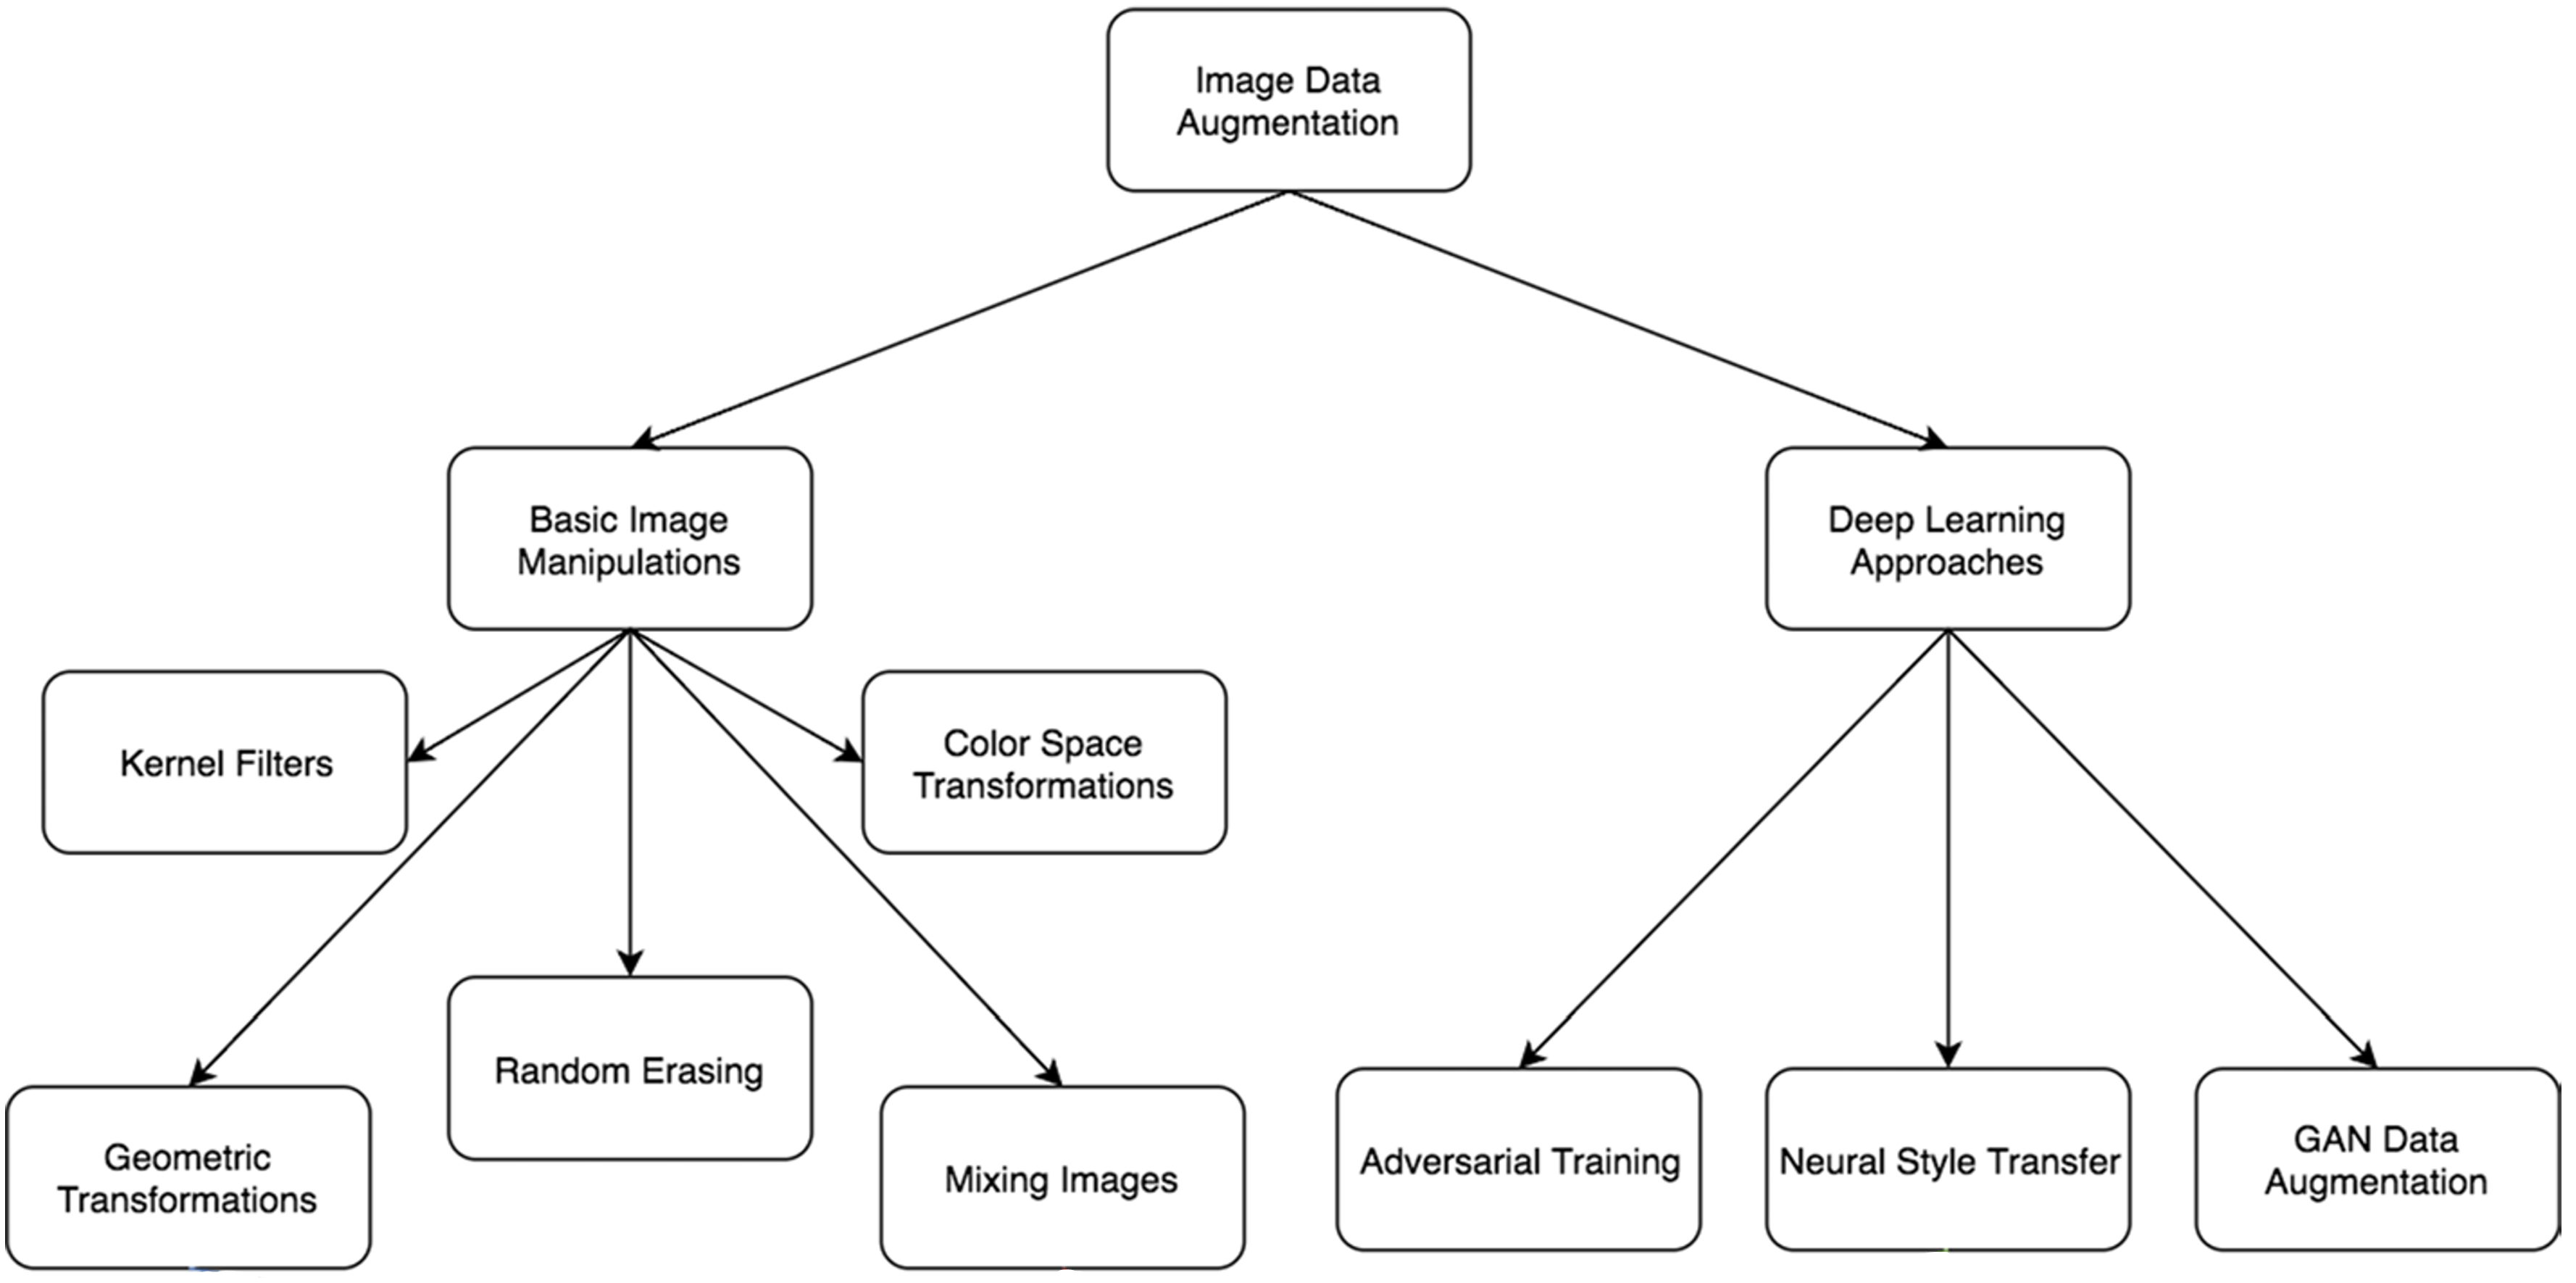 Image Data
Augmentation
Basic Image
Manipulations
Deep Learning
Approaches
Kernel Filters
Color Space
Transformations
Geometric
Transformations
Random Erasing
Mixing Images
Adversarial Training
Neural Style Transfer
GAN Data
Augmentation